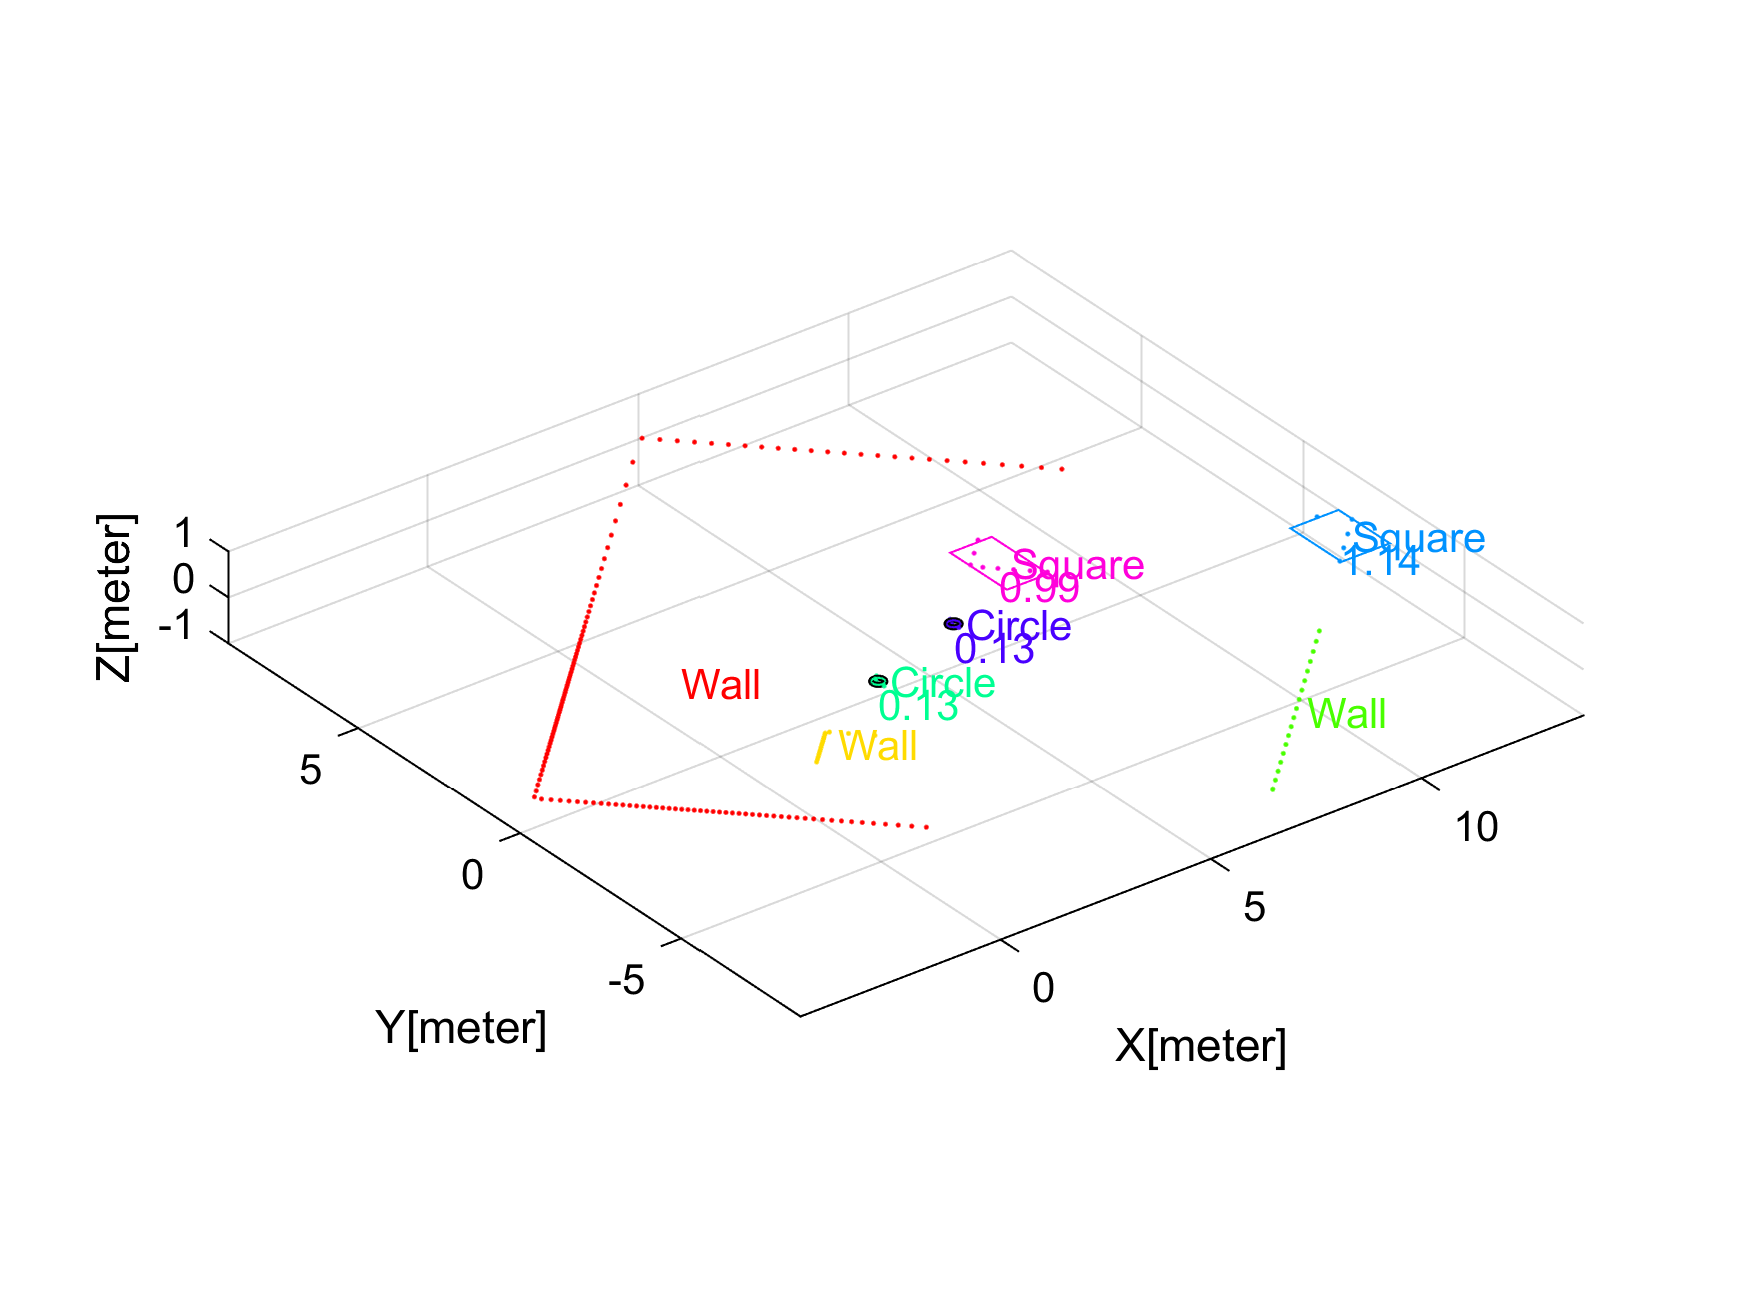 Square
1.14
Square
0.99
Circle
0.13
Circle
0.13
Wall
Wall
Wall
1
0
-1
Z[meter]
5
0
-5
Y[meter]
10
5
0
X[meter]